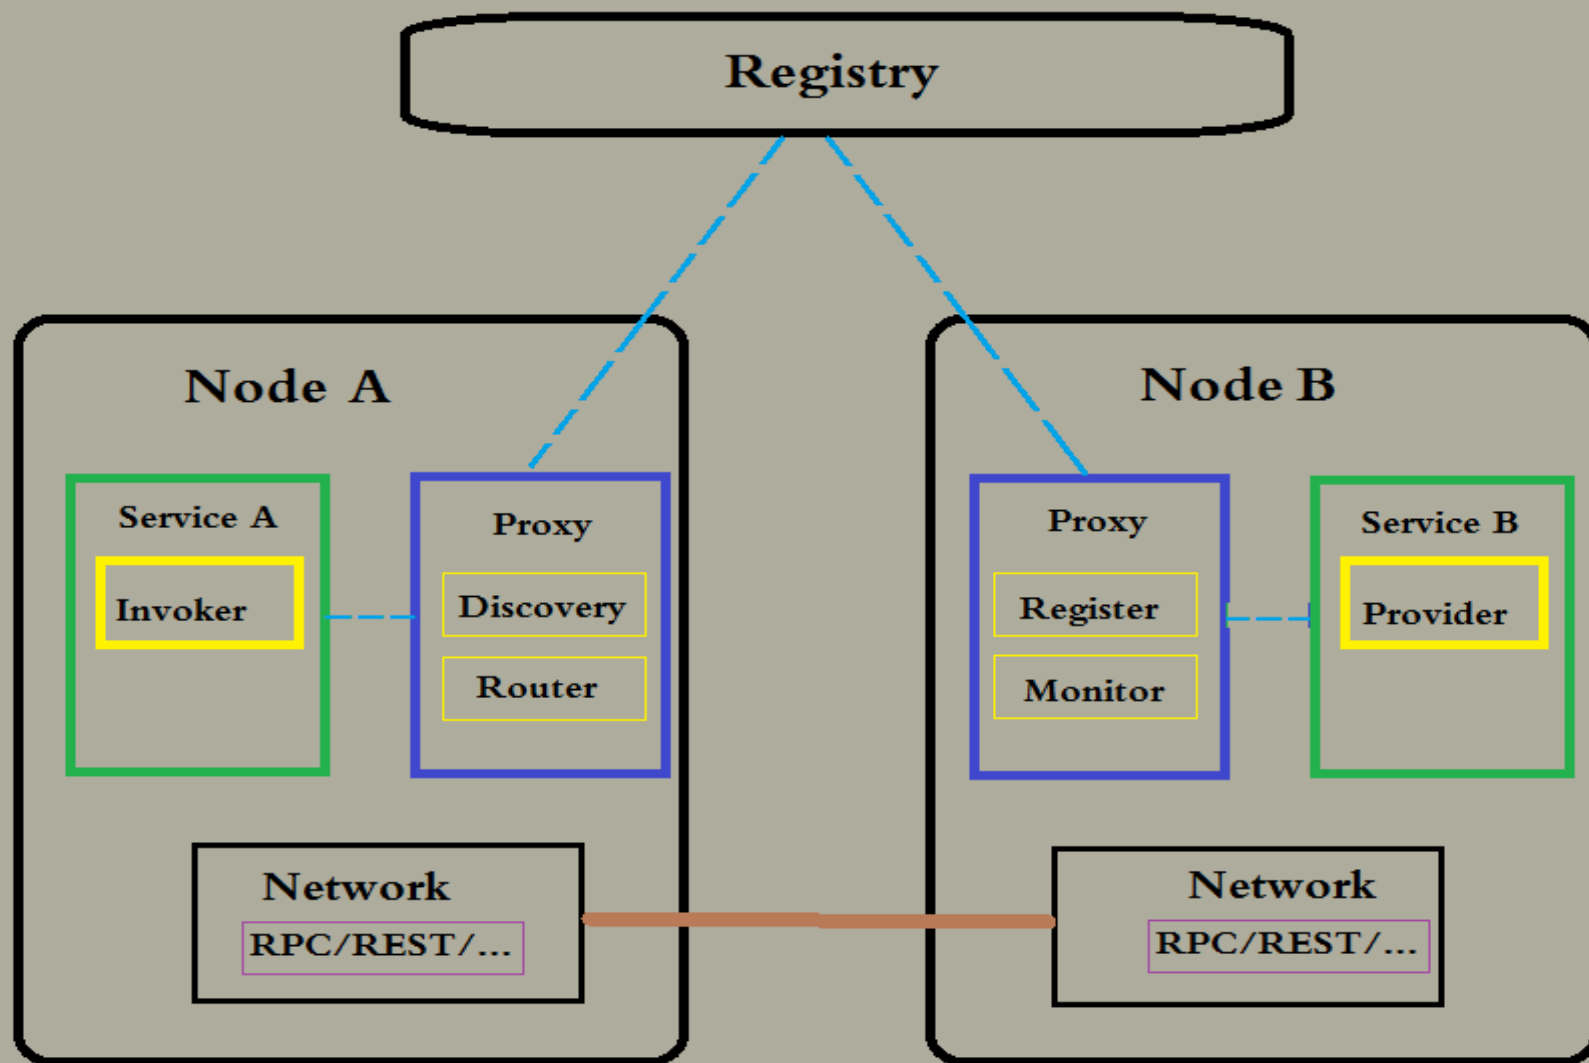 Registry
Node A
Service A
Invoker
Proxy
Discovery
Router
Network
RPC/REST/...
Node B
Proxy
Register
Monitor
Service B
Provider
Network
RPC/REST/...